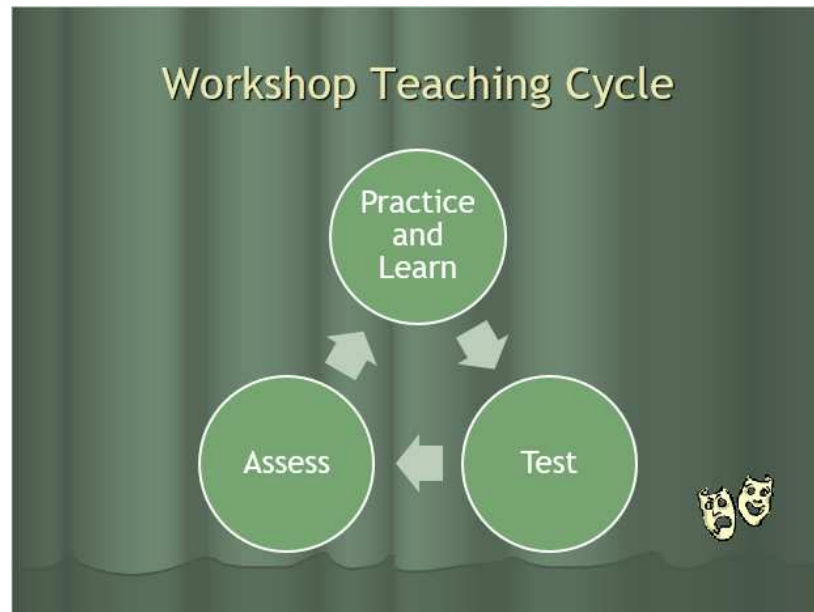 Workshop Teaching Cycle
Practice
and
Learn
Assess
Test